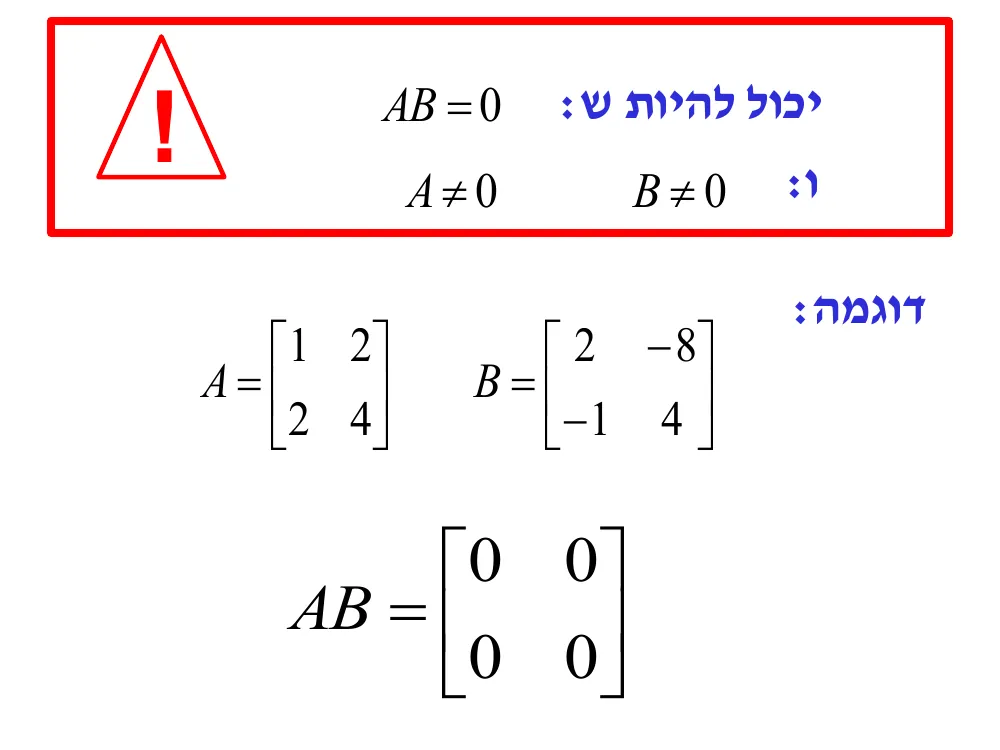 יכול להיות ש: AB = 0
ו: B ≠ 0 A ≠ 0
!
דוגמה:
A = [1 2; 2 4] B = [2 −8; −1 4]
AB = [0 0; 0 0]